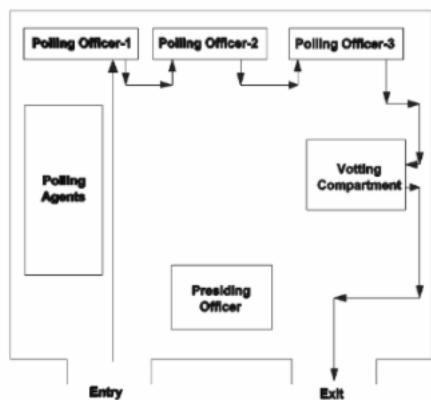 Polling Officer-1
Polling Officer-2
Polling Officer-3
Polling
Agents
Votting
Compartment
Presiding
Officer
Entry
Exit